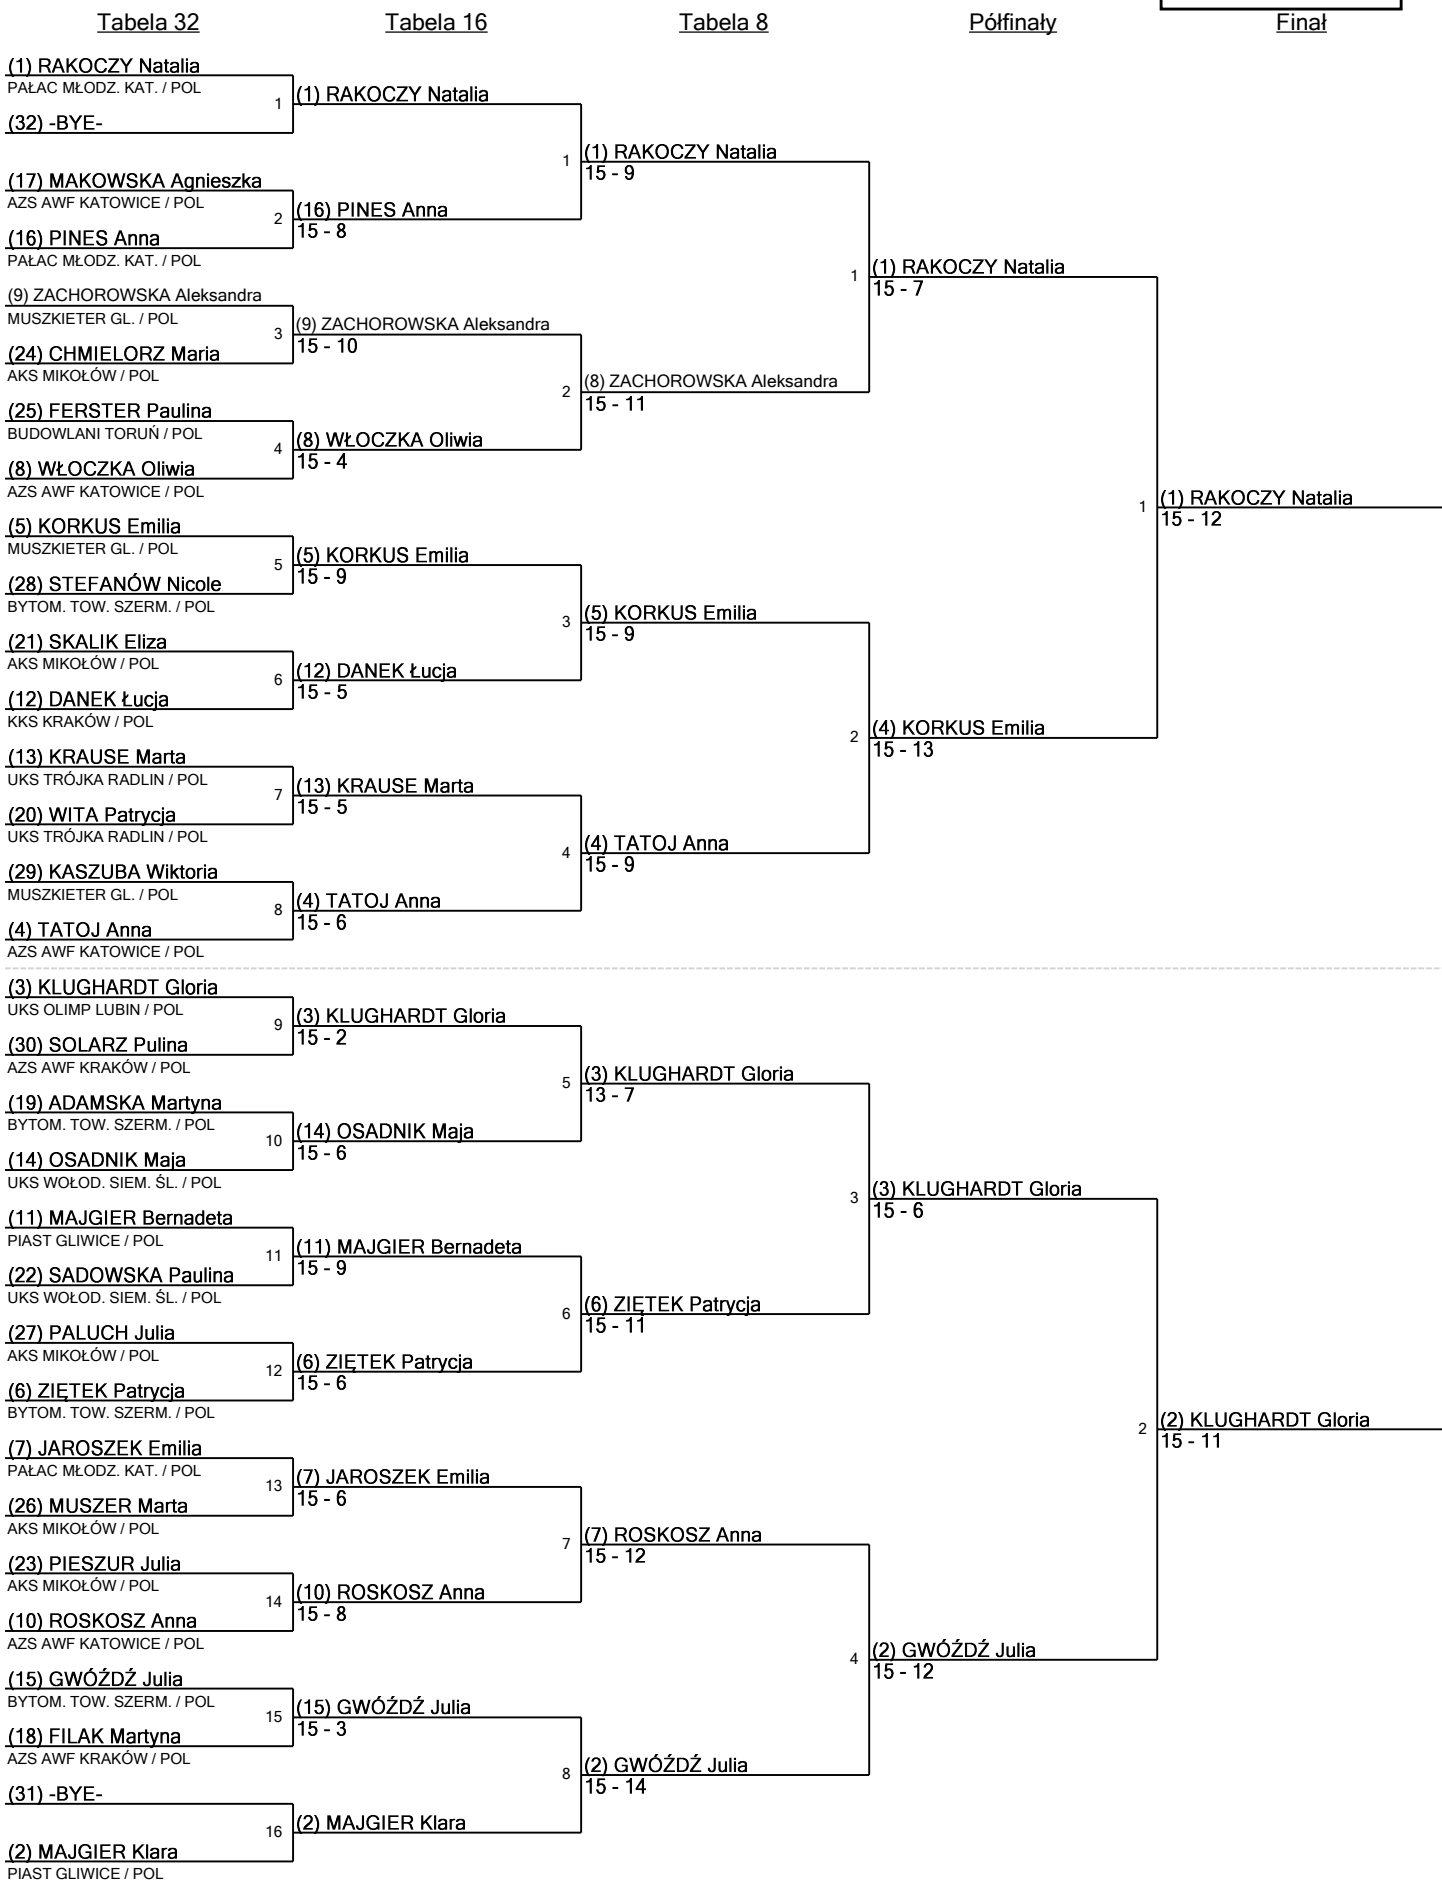 Tabela 32
Tabela 16
Tabela 8
Półfinały
Finał
(1) RAKOCZY Natalia
PAŁAC MŁODZ. KAT. / POL
1
(32) -BYE-
(17) MAKOWSKA Agnieszka
AZS AWF KATOWICE / POL
2
(16) PINES Anna
PAŁAC MŁODZ. KAT. / POL
(9) ZACHOROWSKA Aleksandra
MUSZKIETER GL. / POL
3
(24) CHMIELORZ Maria
AKS MIKOŁÓW / POL
(25) FERSTER Paulina
BUDOWLANI TORUŃ / POL
4
(8) WŁOCZKA Oliwia
AZS AWF KATOWICE / POL
(5) KORKUS Emilia
MUSZKIETER GL. / POL
5
(28) STEFANÓW Nicole
BYTOM. TOW. SZERM. / POL
(21) SKALIK Eliza
AKS MIKOŁÓW / POL
6
(12) DANEK Łucja
KKS KRAKÓW / POL
(13) KRAUSE Marta
UKS TRÓJKA RADLIN / POL
7
(20) WITA Patrycja
UKS TRÓJKA RADLIN / POL
(29) KASZUBA Wiktoria
MUSZKIETER GL. / POL
8
(4) TATOJ Anna
AZS AWF KATOWICE / POL
(3) KLUGHARDT Gloria
UKS OLIMP LUBIN / POL
9
(30) SOLARZ Pulina
AZS AWF KRAKÓW / POL
(19) ADAMSKA Martyna
BYTOM. TOW. SZERM. / POL
10
(14) OSADNIK Maja
UKS WOŁOD. SIEM. ŚL. / POL
(11) MAJGIER Bernadeta
PIAST GLIWICE / POL
11
(22) SADOWSKA Paulina
UKS WOŁOD. SIEM. ŚL. / POL
(27) PALUCH Julia
AKS MIKOŁÓW / POL
12
(6) ZIĘTEK Patrycja
BYTOM. TOW. SZERM. / POL
(7) JAROSZEK Emilia
PAŁAC MŁODZ. KAT. / POL
13
(26) MUSZER Marta
AKS MIKOŁÓW / POL
(23) PIESZUR Julia
AKS MIKOŁÓW / POL
14
(10) ROSKOSZ Anna
AZS AWF KATOWICE / POL
(15) GWÓŹDŹ Julia
BYTOM. TOW. SZERM. / POL
15
(18) FILAK Martyna
AZS AWF KRAKÓW / POL
(31) -BYE-
16
(2) MAJGIER Klara
PIAST GLIWICE / POL
(1) RAKOCZY Natalia
1
(16) PINES Anna
15 - 8
(9) ZACHOROWSKA Aleksandra
15 - 10
2
(8) WŁOCZKA Oliwia
15 - 4
(5) KORKUS Emilia
15 - 9
3
(12) DANEK Łucja
15 - 5
(13) KRAUSE Marta
15 - 5
4
(4) TATOJ Anna
15 - 6
(3) KLUGHARDT Gloria
15 - 2
5
(14) OSADNIK Maja
15 - 6
(11) MAJGIER Bernadeta
15 - 9
6
(6) ZIĘTEK Patrycja
15 - 6
(7) JAROSZEK Emilia
15 - 6
7
(10) ROSKOSZ Anna
15 - 8
(15) GWÓŹDŹ Julia
15 - 3
8
(2) MAJGIER Klara
(1) RAKOCZY Natalia
15 - 9
1
(8) ZACHOROWSKA Aleksandra
15 - 11
(5) KORKUS Emilia
15 - 9
2
(4) TATOJ Anna
15 - 9
(3) KLUGHARDT Gloria
13 - 7
3
(6) ZIĘTEK Patrycja
15 - 11
(7) ROSKOSZ Anna
15 - 12
4
(2) GWÓŹDŹ Julia
15 - 14
(1) RAKOCZY Natalia
15 - 7
1
(4) KORKUS Emilia
15 - 13
(3) KLUGHARDT Gloria
15 - 6
2
(2) GWÓŹDŹ Julia
15 - 12
(1) RAKOCZY Natalia
15 - 12
(2) KLUGHARDT Gloria
15 - 11